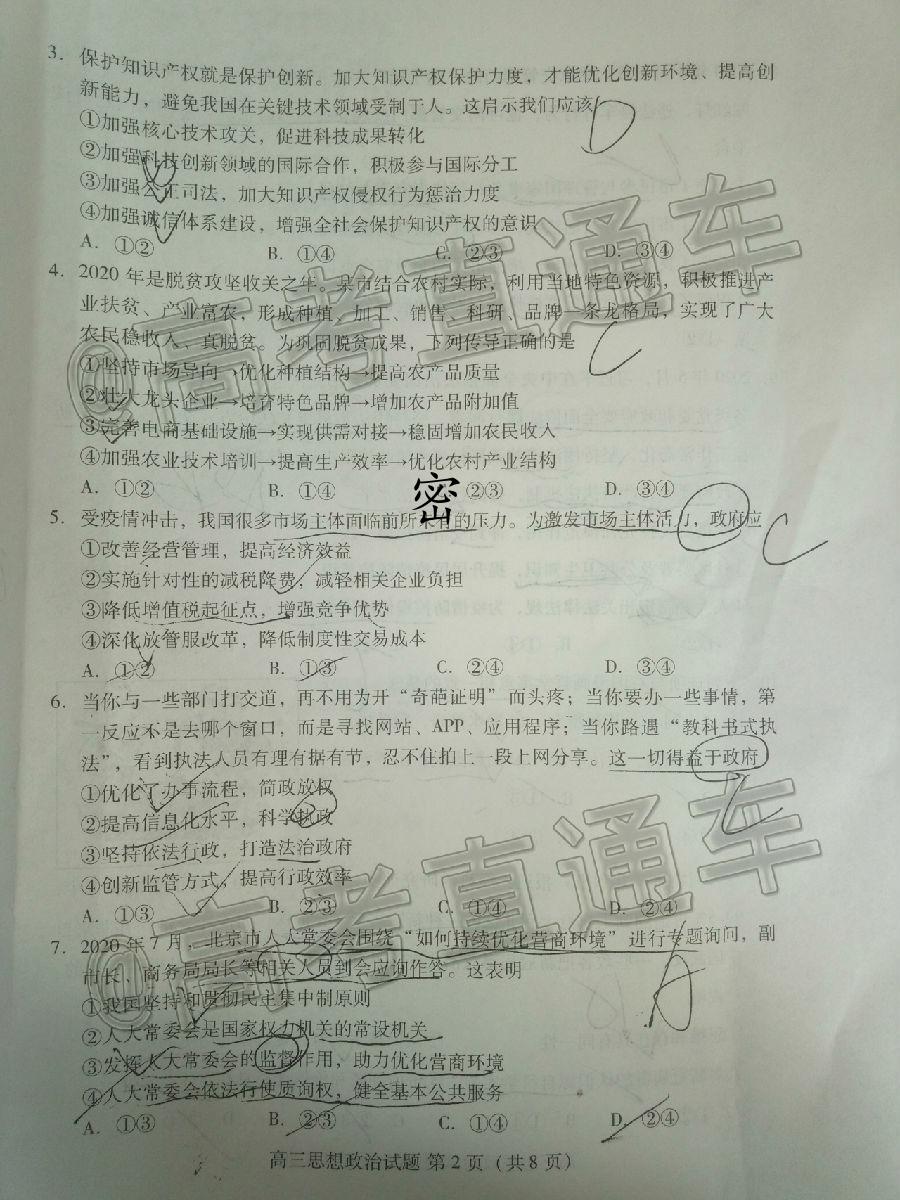 3. 保护知识产权就是保护创新。加大知识产权保护力度，才能优化创新环境、提高创
新能力，避免我国在关键技术领域受制于人。这启示我们应该 D
①加强核心技术攻关，促进科技成果转化
②加强科技创新领域的国际合作，积极参与国际分工
③加强公正司法，加大知识产权侵权行为惩治力度
④加强诚信体系建设，增强全社会保护知识产权的意识
A. ①② B. ①④ C. ②③ D. ③④
4. 2020 年是脱贫攻坚收关之年。某市结合农村实际，利用当地特色资源，积极推进产
业扶贫、产业富农，形成种植、加工、销售、科研、品牌一条龙格局，实现了广大
农民稳收入、真脱贫。为巩固脱贫成果，下列传导正确的是 C
①坚持市场导向→优化种植结构→提高农产品质量
②壮大龙头企业→培育特色品牌→增加农产品附加值
③完善电商基础设施→实现供需对接→稳固增加农民收入
④加强农业技术培训→提高生产效率→优化农村产业结构
A. ①② B. ①④ 密 ②③ D. ③④
5. 受疫情冲击，我国很多市场主体面临前所未有的压力。为激发市场主体活力，政府应 C
①改善经营管理，提高经济效益
②实施针对性的减税降费，减轻相关企业负担
③降低增值税起征点，增强竞争优势
④深化放管服改革，降低制度性交易成本
A. ①② B. ①③ C. ②④ D. ③④
6. 当你与一些部门打交道，再不用为开“奇葩证明”而头疼；当你要办一些事情，第
一反应不是去哪个窗口，而是寻找网站、APP、应用程序；当你路遇“教科书式执
法”，看到执法人员有理有据有节，忍不住拍上一段上网分享。这一切得益于政府
①优化了办事流程，简政放权
②提高信息化水平，科学执政
③坚持依法行政，打造法治政府
④创新监管方式，提高行政效率
A. ①③ B. ②③ C. ①④ D. ②④
7. 2020 年 7 月，北京市人大常委会围绕“如何持续优化营商环境”进行专题询问，副
市长、商务局局长等相关人员到会应询作答。这表明 A
①我国坚持和贯彻民主集中制原则
②人大常委会是国家权力机关的常设机关
③发挥人大常委会的监督作用，助力优化营商环境
④人大常委会依法行使质询权，健全基本公共服务
A. ①③ B. ②③ C. ①④ D. ②④
高三思想政治试题 第 2 页（共 8 页）
@高考直通车
@高考直通车